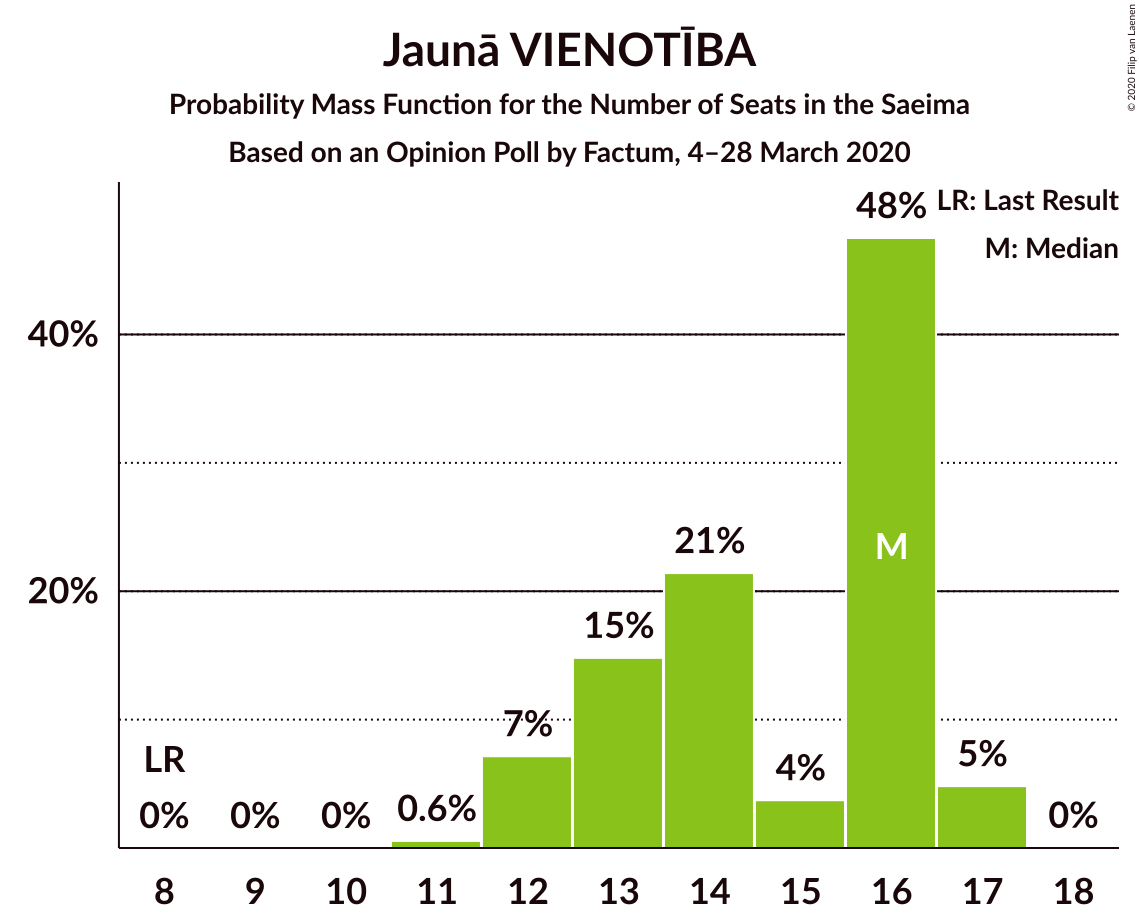 Jaunā VIENOTĪBA
Probability Mass Function for the Number of Seats in the Saeima
Based on an Opinion Poll by Factum, 4–28 March 2020
© 2020 Filip van Laenen
LR: Last Result
M: Median
40%
20%
LR
0%
0%
0%
0.6%
7%
15%
21%
4%
48%
M
5%
0%
8 9 10 11 12 13 14 15 16 17 18